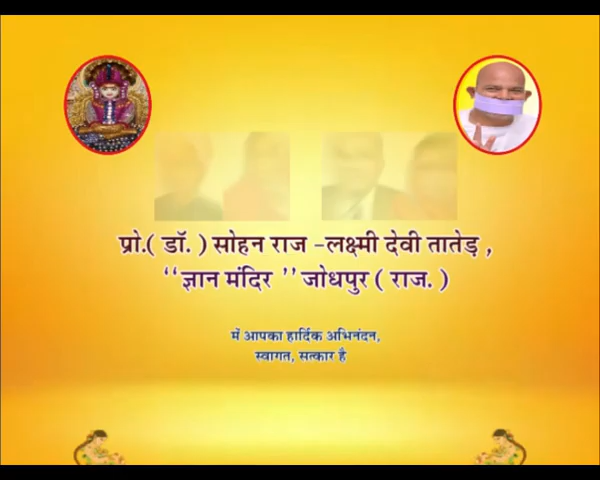 प्रो.( डॉ. ) सोहन राज -लक्ष्मी देवी तातेड़ ,
‘‘ज्ञान मंदिर ’’ जोधपुर ( राज. )
में आपका हार्दिक अभिनंदन,
स्वागत, सत्कार है